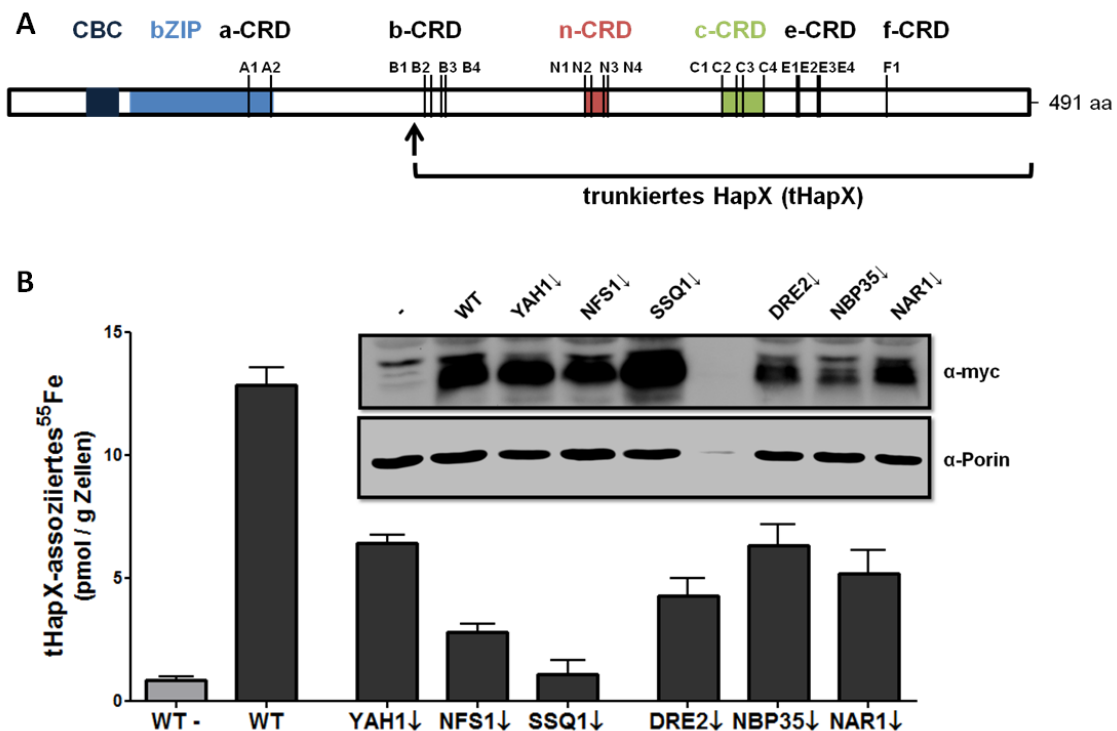 A
CBC bZIP a-CRD b-CRD n-CRD c-CRD e-CRD f-CRD
A1 A2 B1 B2 B3 B4 N1 N2 N3 N4 C1 C2 C3 C4 E1 E2 E3 E4 F1
491 aa
trunkiertes HapX (tHapX)
B
- WT YAH1↓ NFS1↓ SSQ1↓ DRE2↓ NBP35↓ NAR1↓
α-myc
α-Porin
tHapX-assoziiertes ⁵⁵Fe
(pmol / g Zellen)
15
10
5
0
WT - WT YAH1↓ NFS1↓ SSQ1↓ DRE2↓ NBP35↓ NAR1↓